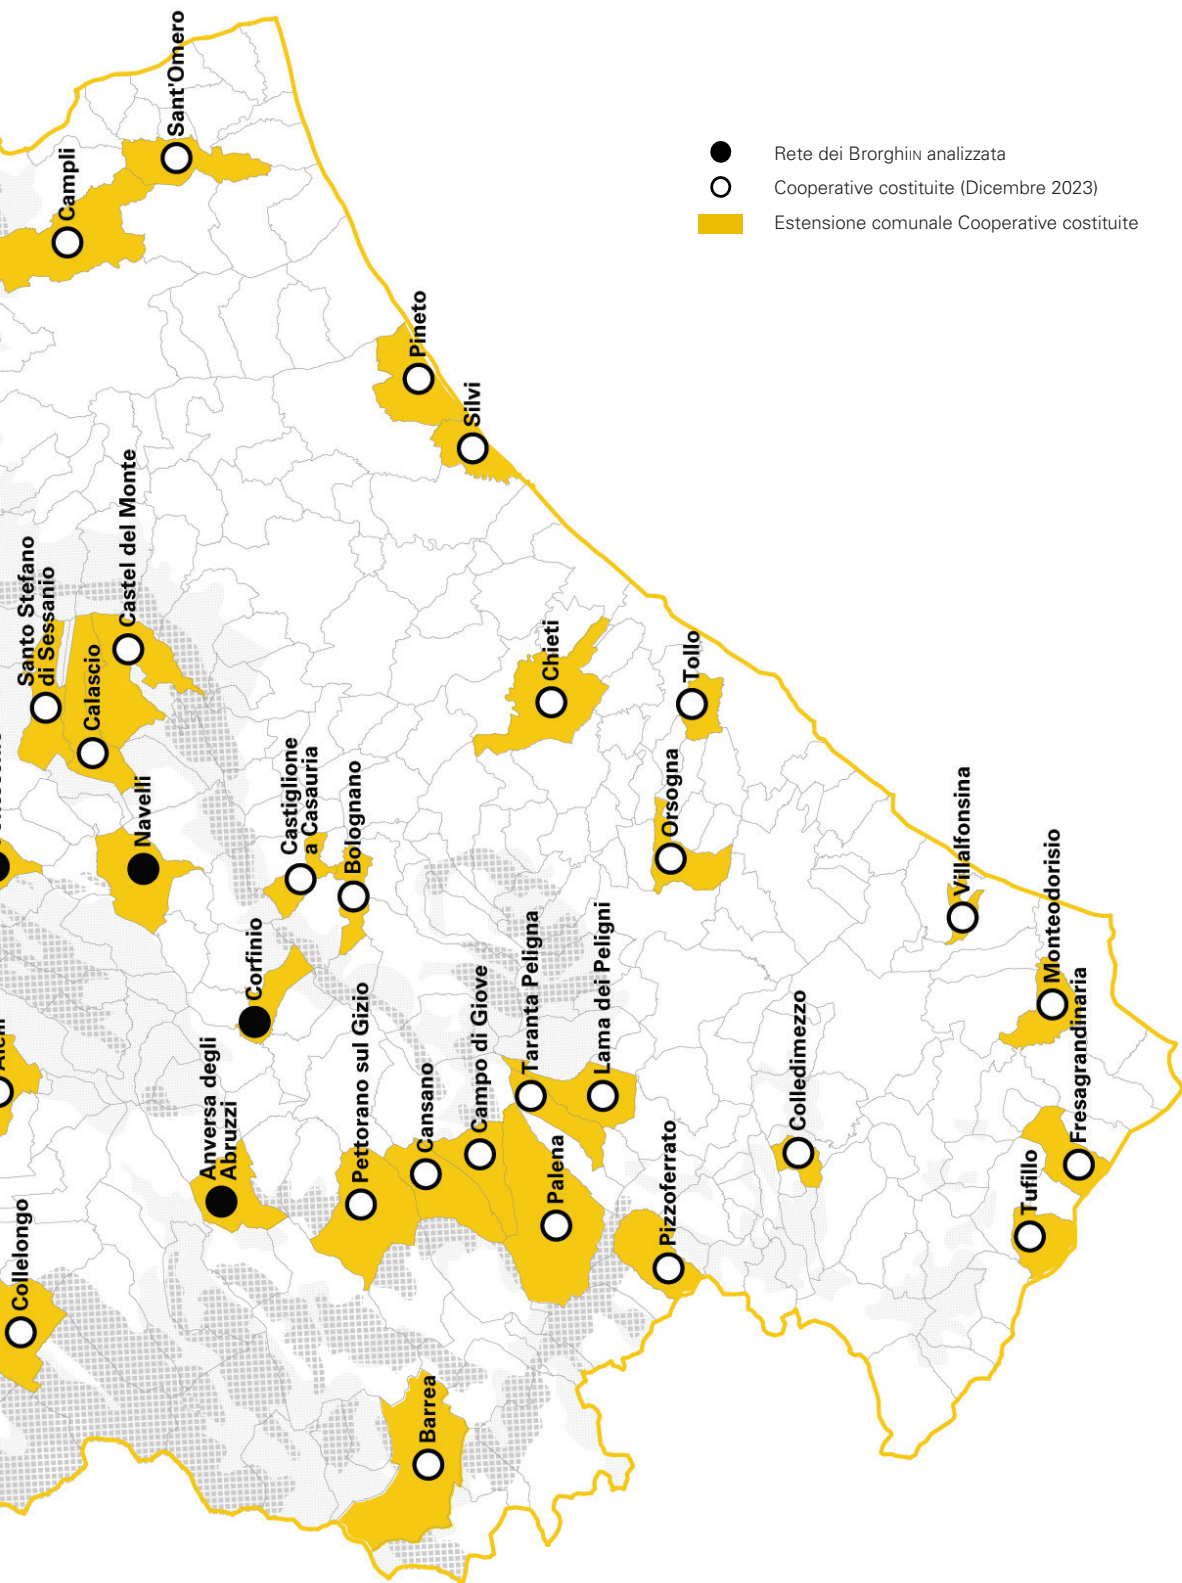 Rete dei BrorghiIN analizzata
Cooperative costituite (Dicembre 2023)
Estensione comunale Cooperative costituite
Sant'Omero
Campli
Pineto
Silvi
Castel del Monte
Santo Stefano
di Sessanio
Calascio
Navelli
Chieti
Tollo
Castiglione
a Casauria
Bolognano
Orsogna
Villalfonsina
Monteodorisio
Corfinio
Taranta Peligna
Lama dei Peligni
Fresagrandinaria
Colledimezzo
Campo di Giove
Pettorano sul Gizio
Cansano
Anversa degli
Abruzzi
Palena
Pizzoferrato
Tufillo
Collelongo
Barrea